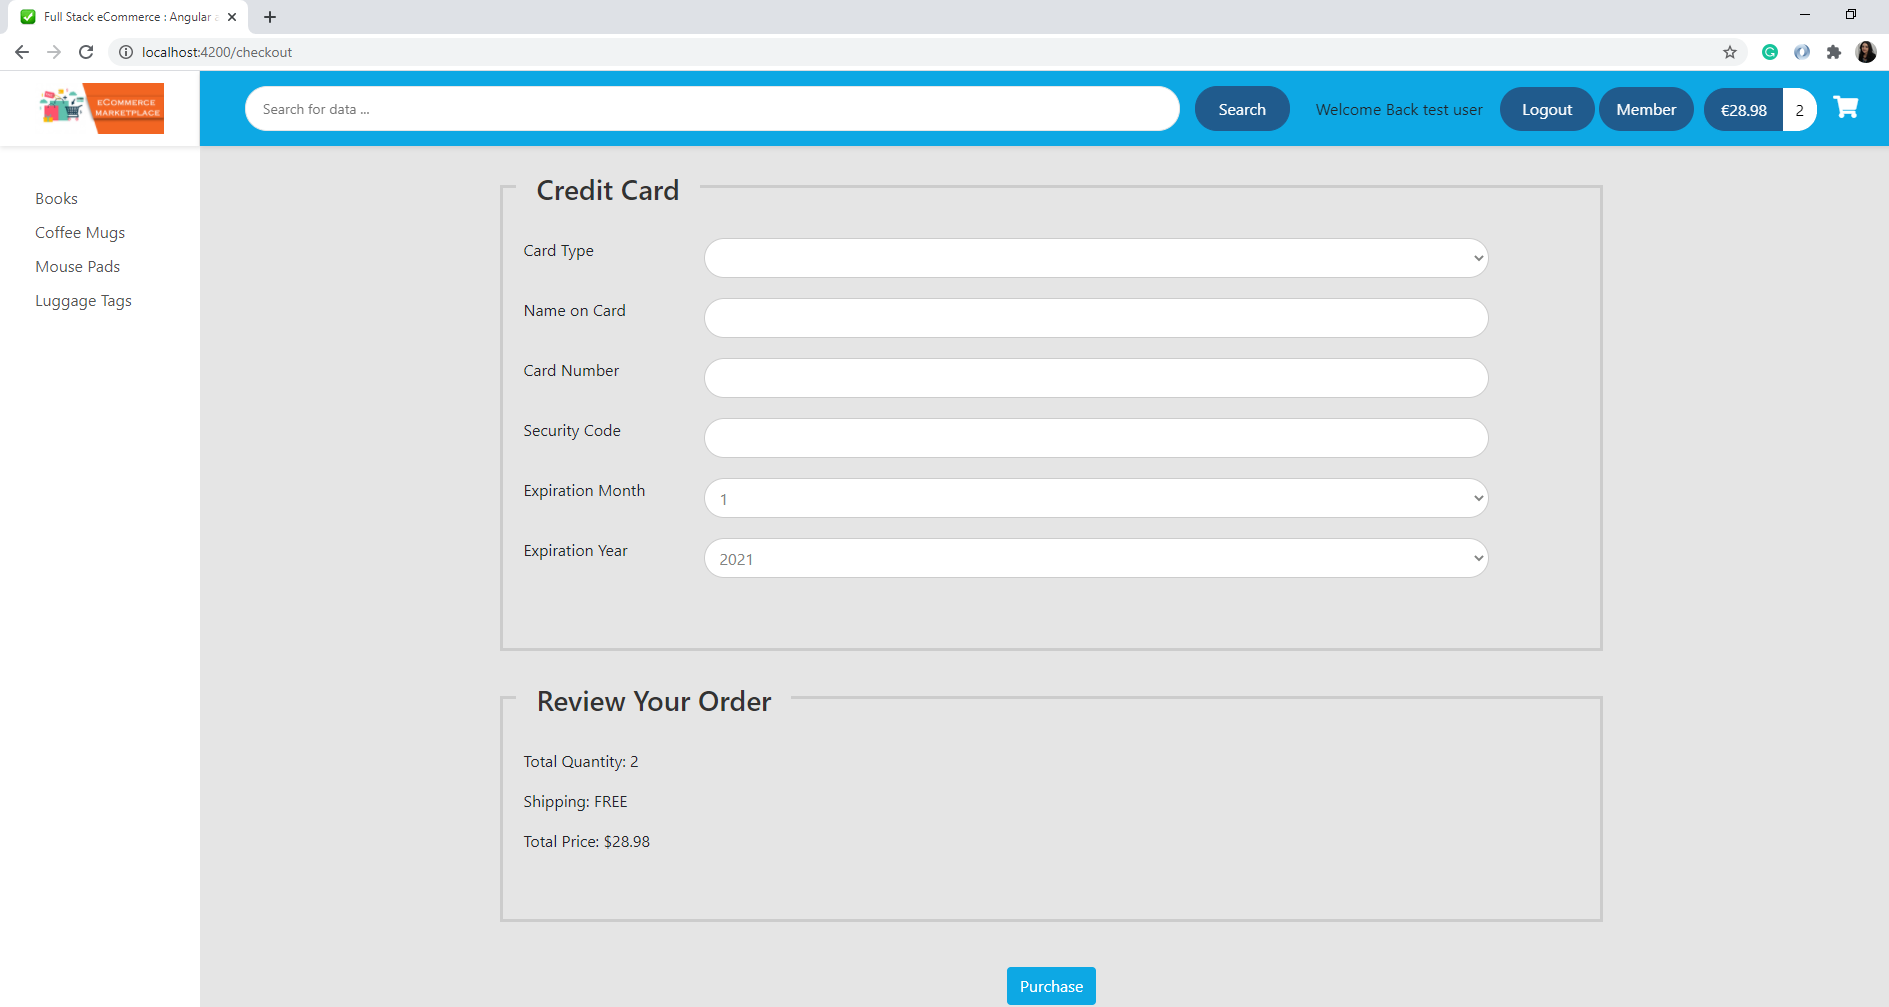 Full Stack eCommerce : Angular a
localhost:4200/checkout
eCOMMERCE
MARKETPLACE
Search for data ...
Search
Welcome Back test user
Logout
Member
€28.98
2
Books
Coffee Mugs
Mouse Pads
Luggage Tags
Credit Card
Card Type
Name on Card
Card Number
Security Code
Expiration Month
1
Expiration Year
2021
Review Your Order
Total Quantity: 2
Shipping: FREE
Total Price: $28.98
Purchase